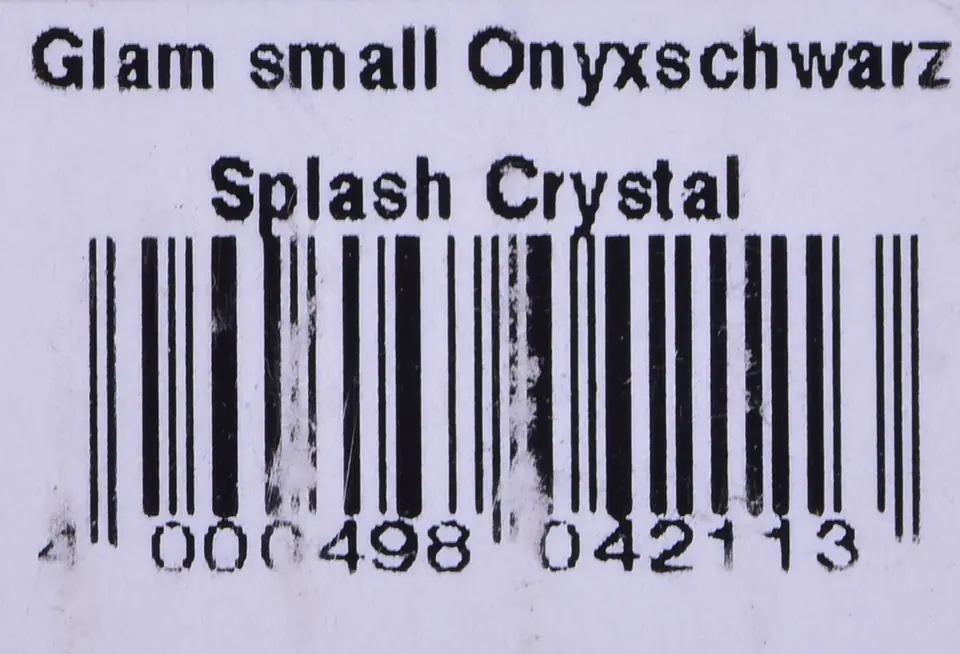 Glam small Onyxschwarz
Splash Crystal
4 000498 042113